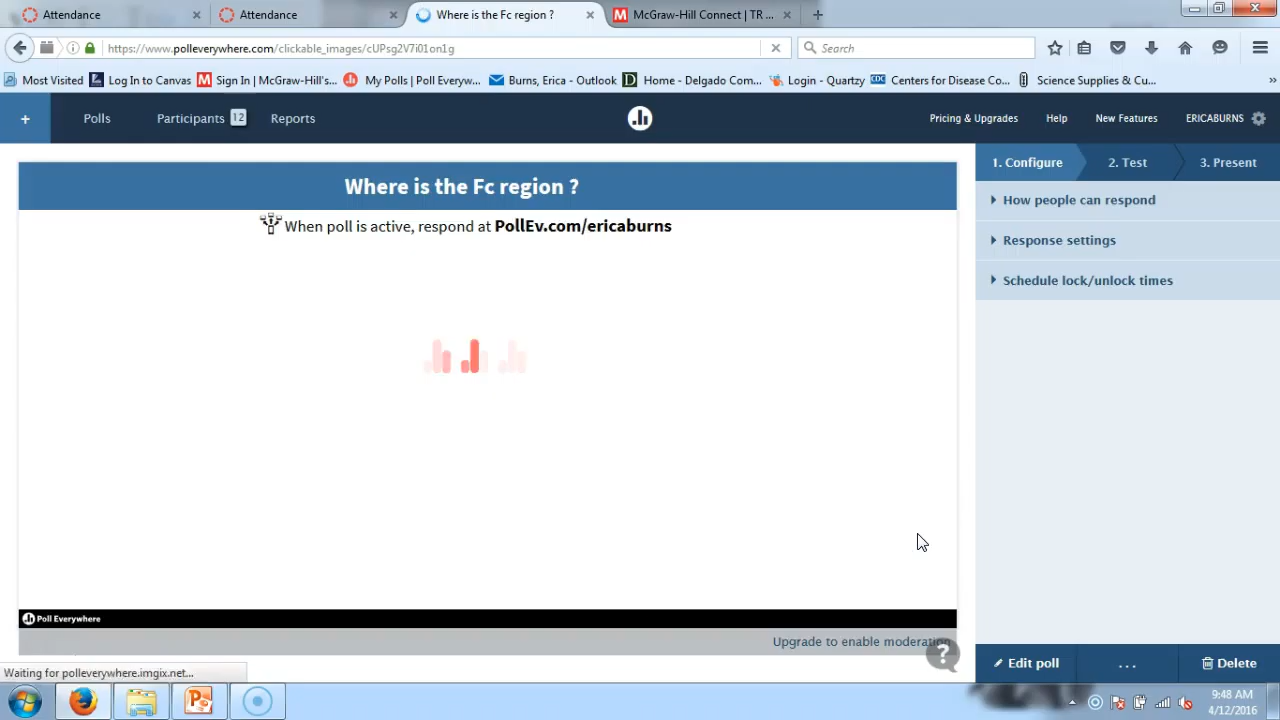 Attendance
Attendance
Where is the Fc region ?
McGraw-Hill Connect | TR ...
https://www.polleverywhere.com/clickable_images/cUPsg2V7i01on1g
Search
Most Visited
Log In to Canvas
Sign In | McGraw-Hill's...
My Polls | Poll Everyw...
Burns, Erica - Outlook
Home - Delgado Com...
Login - Quartzy
Centers for Disease Co...
Science Supplies & Cu...
+
Polls
Participants 12
Reports
Pricing & Upgrades
Help
New Features
ERICABURNS
Where is the Fc region ?
When poll is active, respond at PollEv.com/ericaburns
1. Configure
2. Test
3. Present
How people can respond
Response settings
Schedule lock/unlock times
Poll Everywhere
Upgrade to enable moderation
?
Waiting for polleverywhere.imgix.net...
Edit poll
...
Delete
9:48 AM
4/12/2016